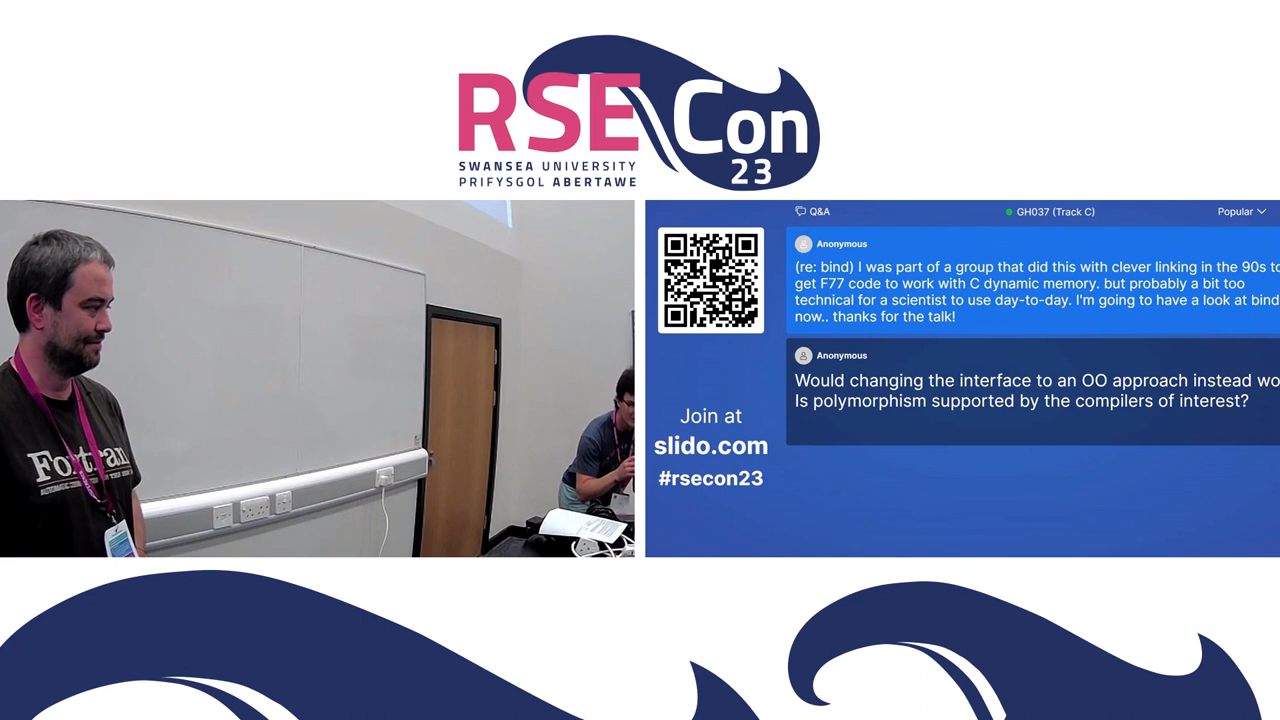 RSE Con
23
SWANSEA UNIVERSITY
PRIFYSGOL ABERTAWE
Fortran
Q&A
GH037 (Track C)
Popular
Anonymous
(re: bind) I was part of a group that did this with clever linking in the 90s to
get F77 code to work with C dynamic memory. but probably a bit too
technical for a scientist to use day-to-day. I'm going to have a look at bind
now.. thanks for the talk!
Anonymous
Would changing the interface to an OO approach instead wo
Is polymorphism supported by the compilers of interest?
Join at
slido.com
#rsecon23